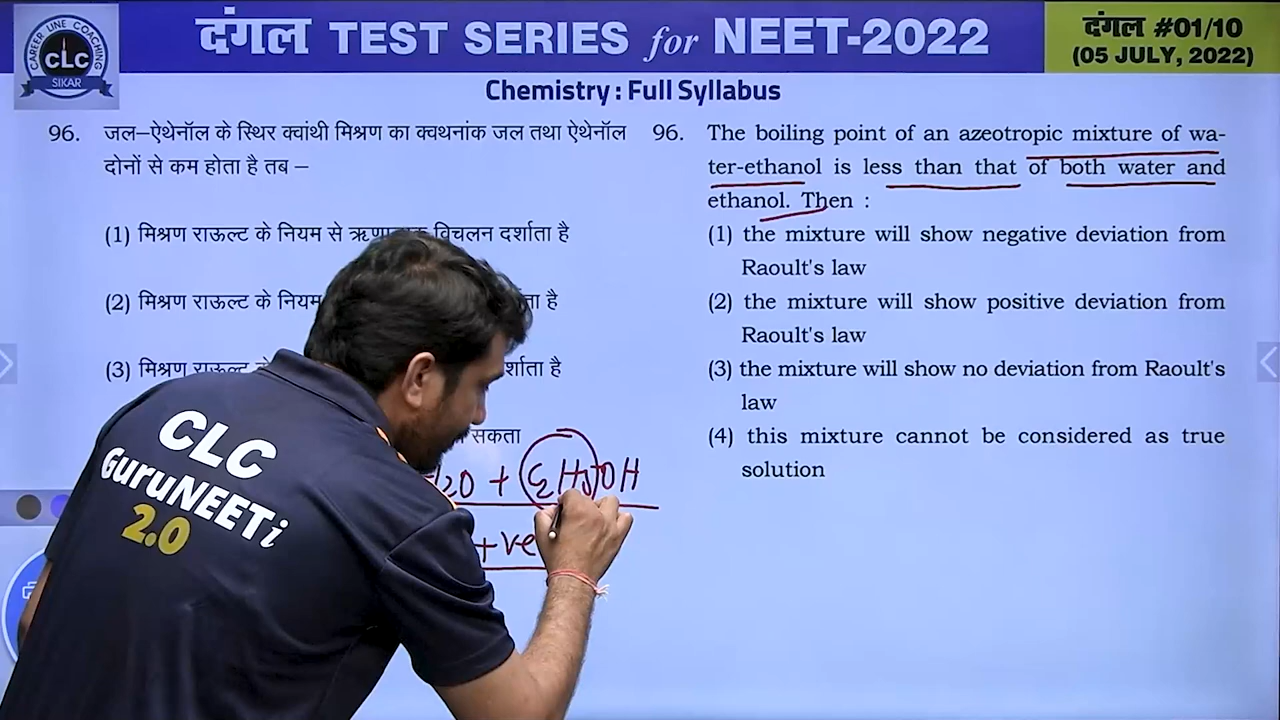 CAREER LINE COACHING
CLC
SIKAR
दंगल TEST SERIES for NEET-2022
दंगल #01/10
(05 JULY, 2022)
Chemistry : Full Syllabus
96. जल–ऐथेनॉल के स्थिर क्वांथी मिश्रण का क्वथनांक जल तथा ऐथेनॉल
दोनों से कम होता है तब –
(1) मिश्रण राऊल्ट के नियम से विचलन दर्शाता है
(2) मिश्रण राऊल्ट के नियम है
(3) मिश्रण राऊल्ट है
सकता
96. The boiling point of an azeotropic mixture of wa-
ter-ethanol is less than that of both water and
ethanol. Then :
(1) the mixture will show negative deviation from
Raoult's law
(2) the mixture will show positive deviation from
Raoult's law
(3) the mixture will show no deviation from Raoult's
law
(4) this mixture cannot be considered as true
solution
H2O + C2H5OH
+ve
CLC
GuruNEETi
2.0